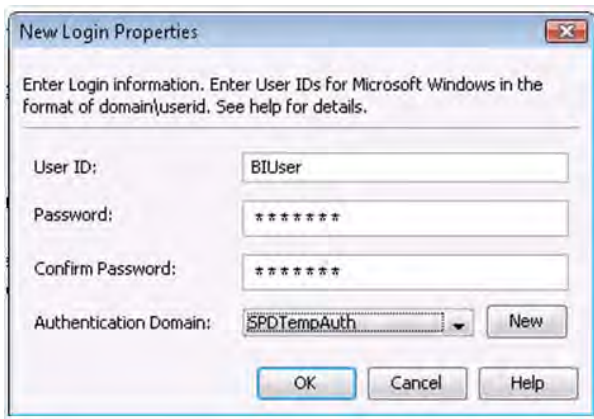 New Login Properties
Enter Login information. Enter User IDs for Microsoft Windows in the
format of domain\userid. See help for details.
User ID: BIUser
Password: *******
Confirm Password: *******
Authentication Domain: SPDTempAuth New
OK Cancel Help